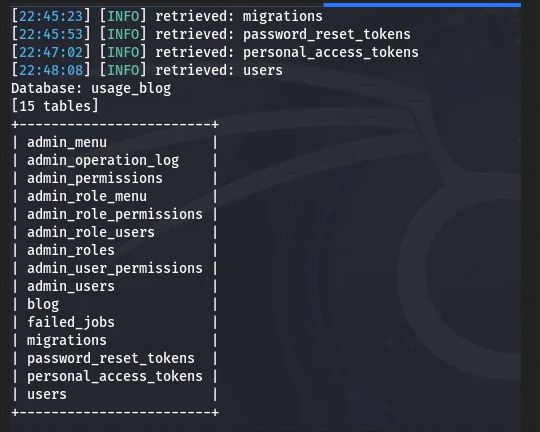 [22:45:23] [INFO] retrieved: migrations
[22:45:53] [INFO] retrieved: password_reset_tokens
[22:47:02] [INFO] retrieved: personal_access_tokens
[22:48:08] [INFO] retrieved: users
Database: usage_blog
[15 tables]
+------------------------+
| admin_menu             |
| admin_operation_log    |
| admin_permissions      |
| admin_role_menu        |
| admin_role_permissions |
| admin_role_users       |
| admin_roles            |
| admin_user_permissions |
| admin_users            |
| blog                   |
| failed_jobs            |
| migrations             |
| password_reset_tokens  |
| personal_access_tokens |
| users                  |
+------------------------+